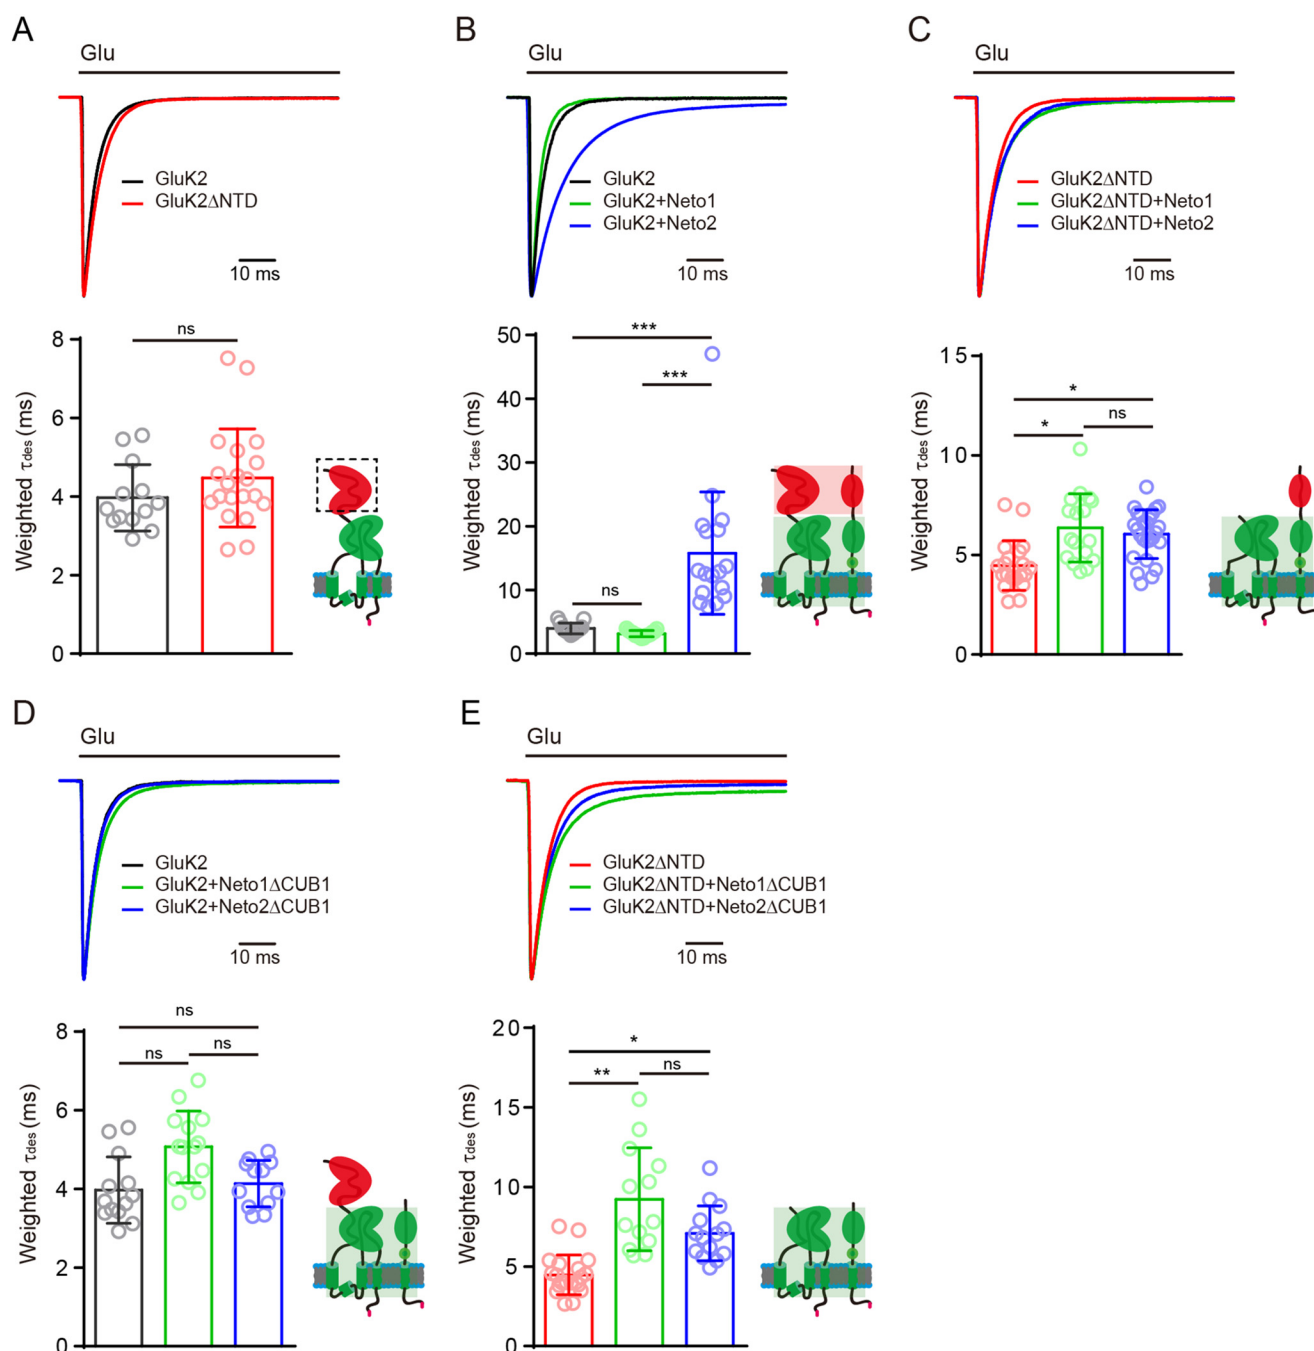 A
Glu
GluK2
GluK2ΔNTD
10 ms
8
6
4
2
0
Weighted τdes (ms)
ns
B
Glu
GluK2
GluK2+Neto1
GluK2+Neto2
10 ms
50
40
30
20
10
0
Weighted τdes (ms)
***
***
ns
C
Glu
GluK2ΔNTD
GluK2ΔNTD+Neto1
GluK2ΔNTD+Neto2
10 ms
15
10
5
0
Weighted τdes (ms)
*
*
ns
D
Glu
GluK2
GluK2+Neto1ΔCUB1
GluK2+Neto2ΔCUB1
10 ms
8
6
4
2
0
Weighted τdes (ms)
ns
ns
ns
E
Glu
GluK2ΔNTD
GluK2ΔNTD+Neto1ΔCUB1
GluK2ΔNTD+Neto2ΔCUB1
10 ms
20
15
10
5
0
Weighted τdes (ms)
*
**
ns